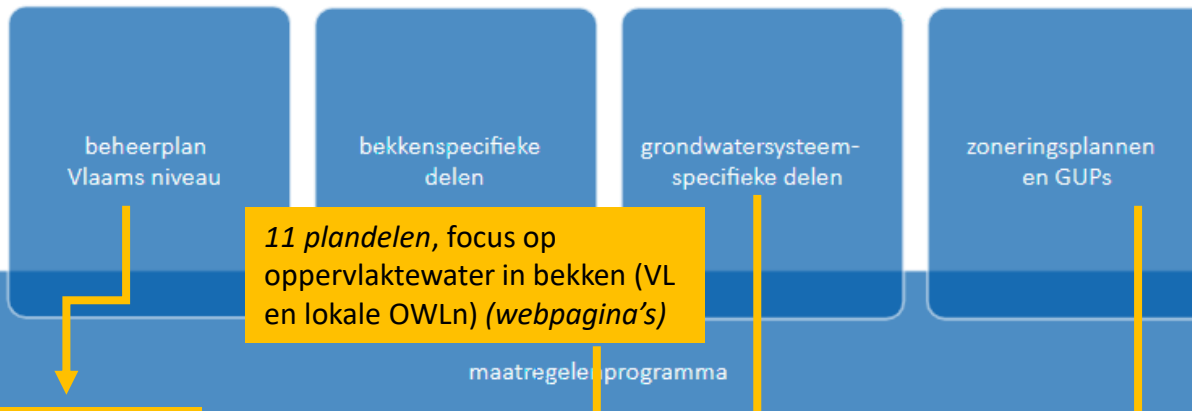 beheerplan
Vlaams niveau
bekkenspecifieke
delen
grondwatersysteem-
specifieke delen
zoneringsplannen
en GUPs
11 plandelen, focus op
oppervlaktewater in bekken (VL
en lokale OWLn) (webpagina's)
maatregelenprogramma